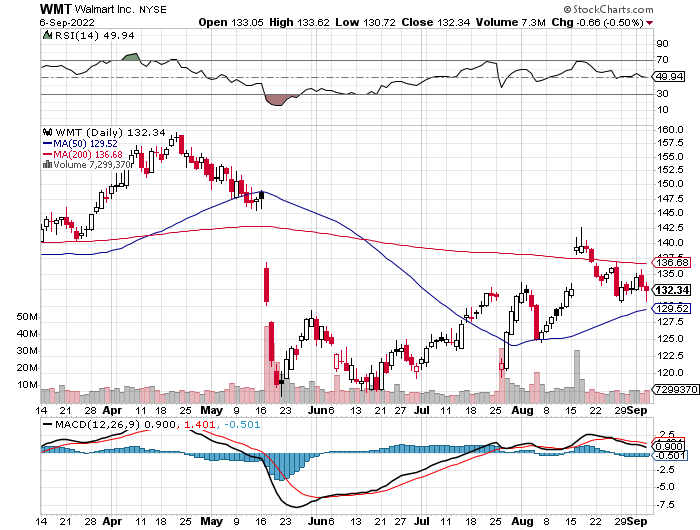 WMT Walmart Inc. NYSE © StockCharts.com
6-Sep-2022 Open 133.05 High 133.62 Low 130.72 Close 132.34 Volume 7.3M Chg -0.66 (-0.50%)
RSI(14) 49.94
90
70
49.94
30
10
WMT (Daily) 132.34
MA(50) 129.52
MA(200) 136.68
Volume 7,299,370
160.0
157.5
155.0
152.5
150.0
147.5
145.0
142.5
140.0
136.68
135.0
132.34
129.52
127.5
125.0
122.5
120.0
7299370
50M
40M
30M
20M
10M
14 21 28 Apr 11 18 25 May 9 16 23 Jun 6 13 21 27 Jul 11 18 25 Aug 8 15 22 29 Sep
MACD(12,26,9) 0.900, 1.401, -0.501
2.5
0.900
-0.501
-2.5
-5.0
-7.5
14 21 28 Apr 11 18 25 May 9 16 23 Jun 6 13 21 27 Jul 11 18 25 Aug 8 15 22 29 Sep